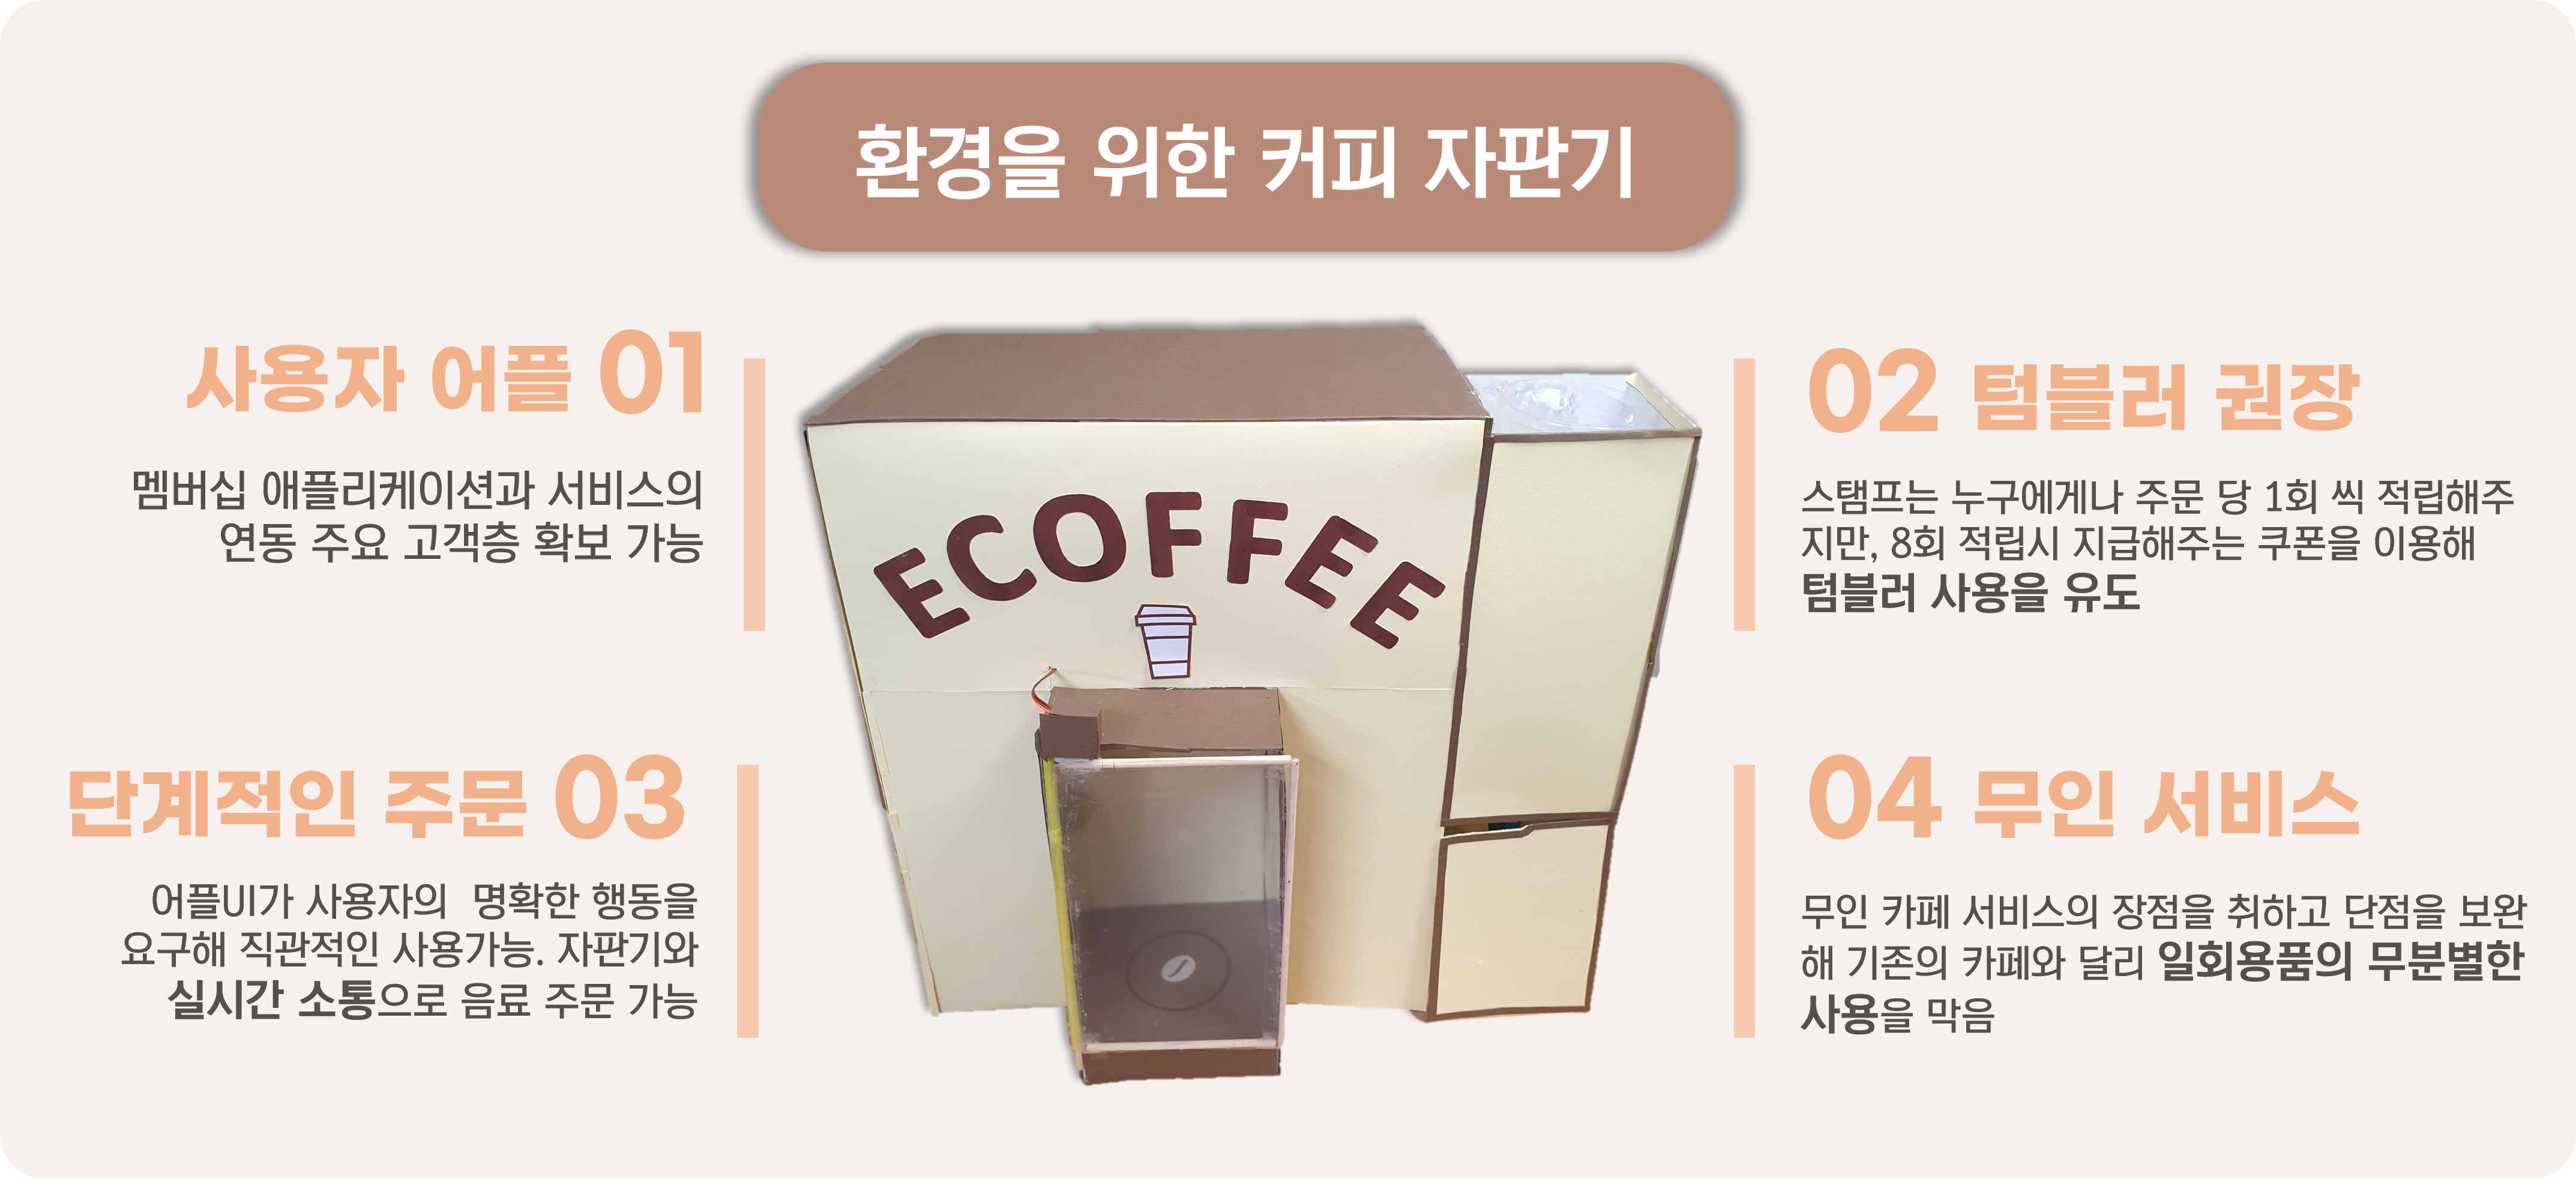 환경을 위한 커피 자판기
사용자 어플 01
멤버십 애플리케이션과 서비스의
연동 주요 고객층 확보 가능
02 텀블러 권장
스탬프는 누구에게나 주문 당 1회 씩 적립해주
지만, 8회 적립시 지급해주는 쿠폰을 이용해
텀블러 사용을 유도
ECOFFEE
단계적인 주문 03
어플UI가 사용자의  명확한 행동을
요구해 직관적인 사용가능. 자판기와
실시간 소통으로 음료 주문 가능
04 무인 서비스
무인 카페 서비스의 장점을 취하고 단점을 보완
해 기존의 카페와 달리 일회용품의 무분별한
사용을 막음